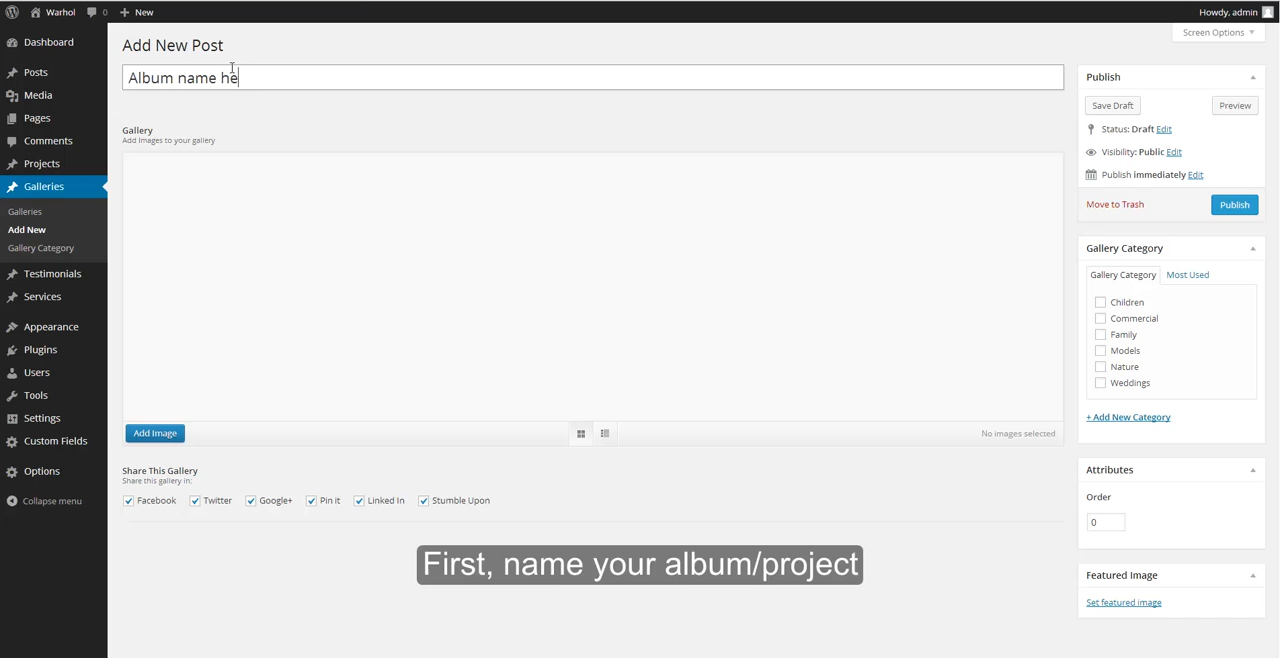 Warhol 0 New Howdy, admin
Screen Options
Dashboard
Posts
Media
Pages
Comments
Projects
Galleries
Galleries
Add New
Gallery Category
Testimonials
Services
Appearance
Plugins
Users
Tools
Settings
Custom Fields
Options
Collapse menu
Add New Post
Album name he
Gallery
Add Images to your gallery
Add Image
No images selected
Share This Gallery
Share this gallery in:
Facebook Twitter Google+ Pin it Linked In Stumble Upon
First, name your album/project
Publish
Save Draft Preview
Status: Draft Edit
Visibility: Public Edit
Publish immediately Edit
Move to Trash Publish
Gallery Category
Gallery Category Most Used
Children
Commercial
Family
Models
Nature
Weddings
+ Add New Category
Attributes
Order
0
Featured Image
Set featured image